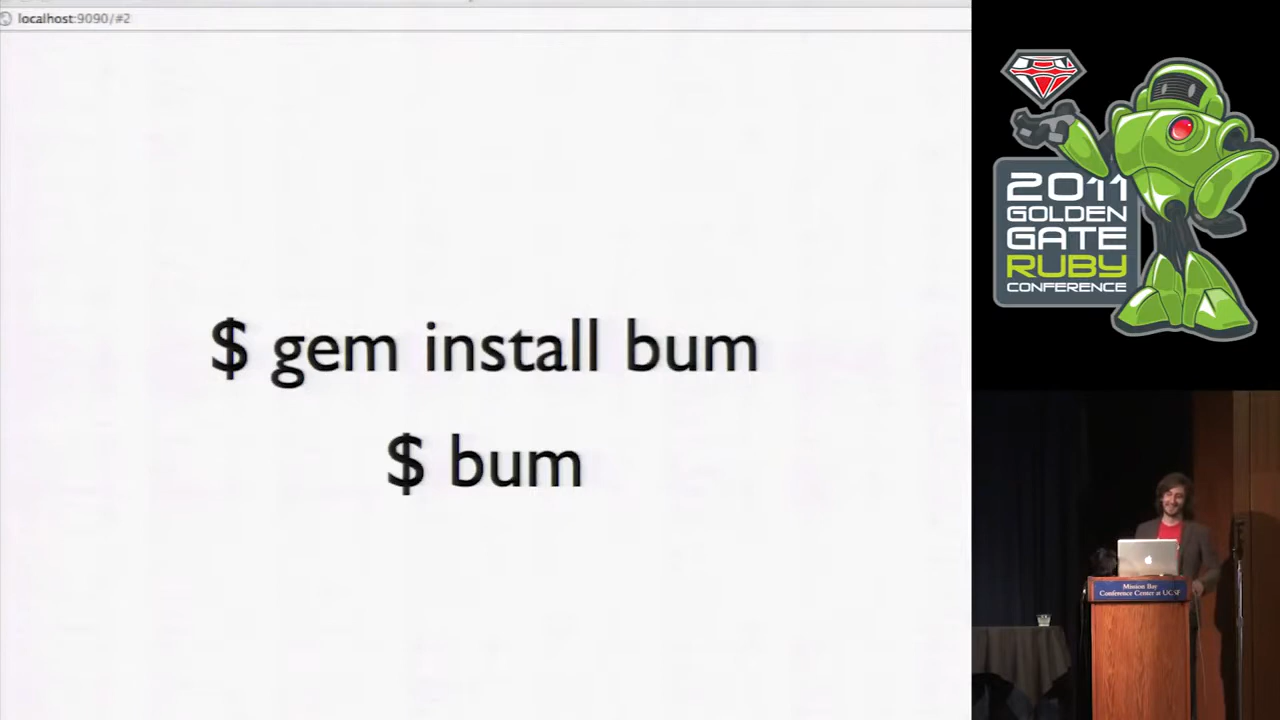 localhost:9090/#2
$ gem install bum
$ bum
2011
GOLDEN
GATE
RUBY
CONFERENCE
Mission Bay
Conference Center at UCSF